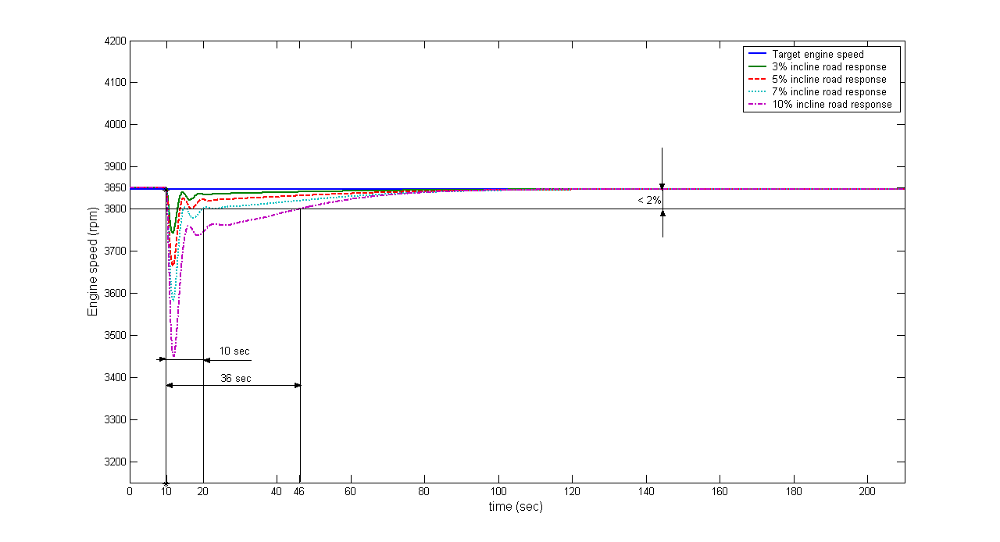 4200
4100
4000
3900
3850
3800
3700
3600
3500
3400
3300
3200
Engine speed (rpm)
Target engine speed
3% incline road response
5% incline road response
7% incline road response
10% incline road response
< 2%
10 sec
36 sec
0 10 20 40 46 60 80 100 120 140 160 180 200
time (sec)